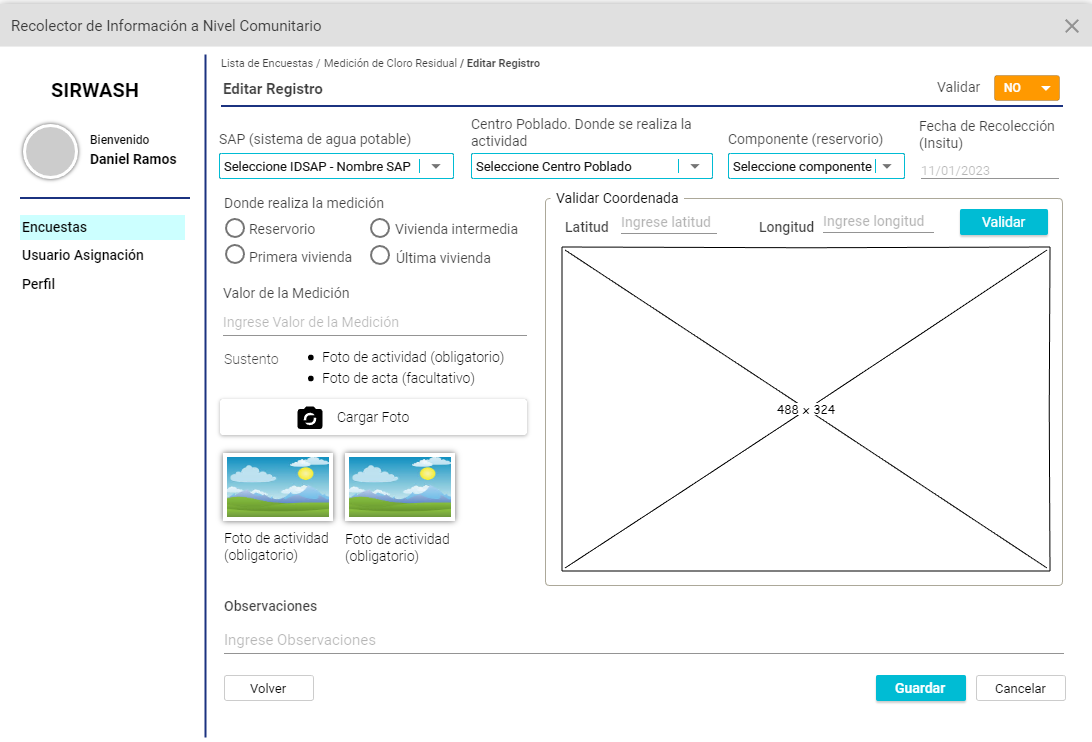 Recolector de Información a Nivel Comunitario
SIRWASH
Bienvenido
Daniel Ramos
Encuestas
Usuario Asignación
Perfil
Lista de Encuestas / Medición de Cloro Residual / Editar Registro
Editar Registro
Validar
NO
SAP (sistema de agua potable)
Seleccione IDSAP - Nombre SAP
Centro Poblado. Donde se realiza la
actividad
Seleccione Centro Poblado
Componente (reservorio)
Seleccione componente
Fecha de Recolección
(Insitu)
11/01/2023
Donde realiza la medición
Reservorio
Vivienda intermedia
Primera vivienda
Última vivienda
Valor de la Medición
Ingrese Valor de la Medición
Sustento
• Foto de actividad (obligatorio)
• Foto de acta (facultativo)
Cargar Foto
Foto de actividad
(obligatorio)
Foto de actividad
(obligatorio)
Validar Coordenada
Latitud
Ingrese latitud
Longitud
Ingrese longitud
Validar
488 x 324
Observaciones
Ingrese Observaciones
Volver
Guardar
Cancelar